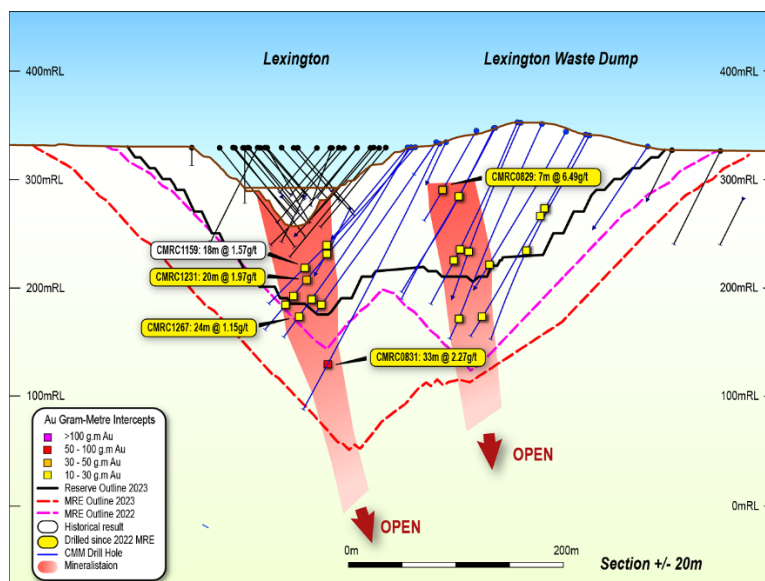 Lexington
Lexington Waste Dump
400mRL
400mRL
300mRL
300mRL
CMRC0829: 7m @ 6.49g/t
CMRC1159: 18m @ 1.57g/t
CMRC1231: 20m @ 1.97g/t
200mRL
200mRL
CMRC1267: 24m @ 1.15g/t
CMRC0831: 33m @ 2.27g/t
100mRL
100mRL
Au Gram-Metre Intercepts
>100 g.m Au
50 - 100 g.m Au
30 - 50 g.m Au
10 - 30 g.m Au
Reserve Outline 2023
MRE Outline 2023
MRE Outline 2022
Historical result
Drilled since 2022 MRE
CMM Drill Hole
Mineralistaion
OPEN
OPEN
0mRL
0m
200m
Section +/- 20m